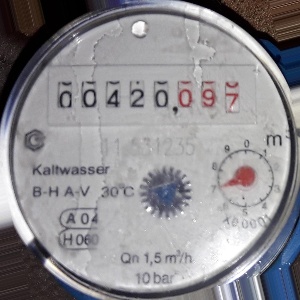 00420,097
m³
Kaltwasser
B-H A-V 30°C
A 04
H 060
Qn 1,5 m³/h
10 bar